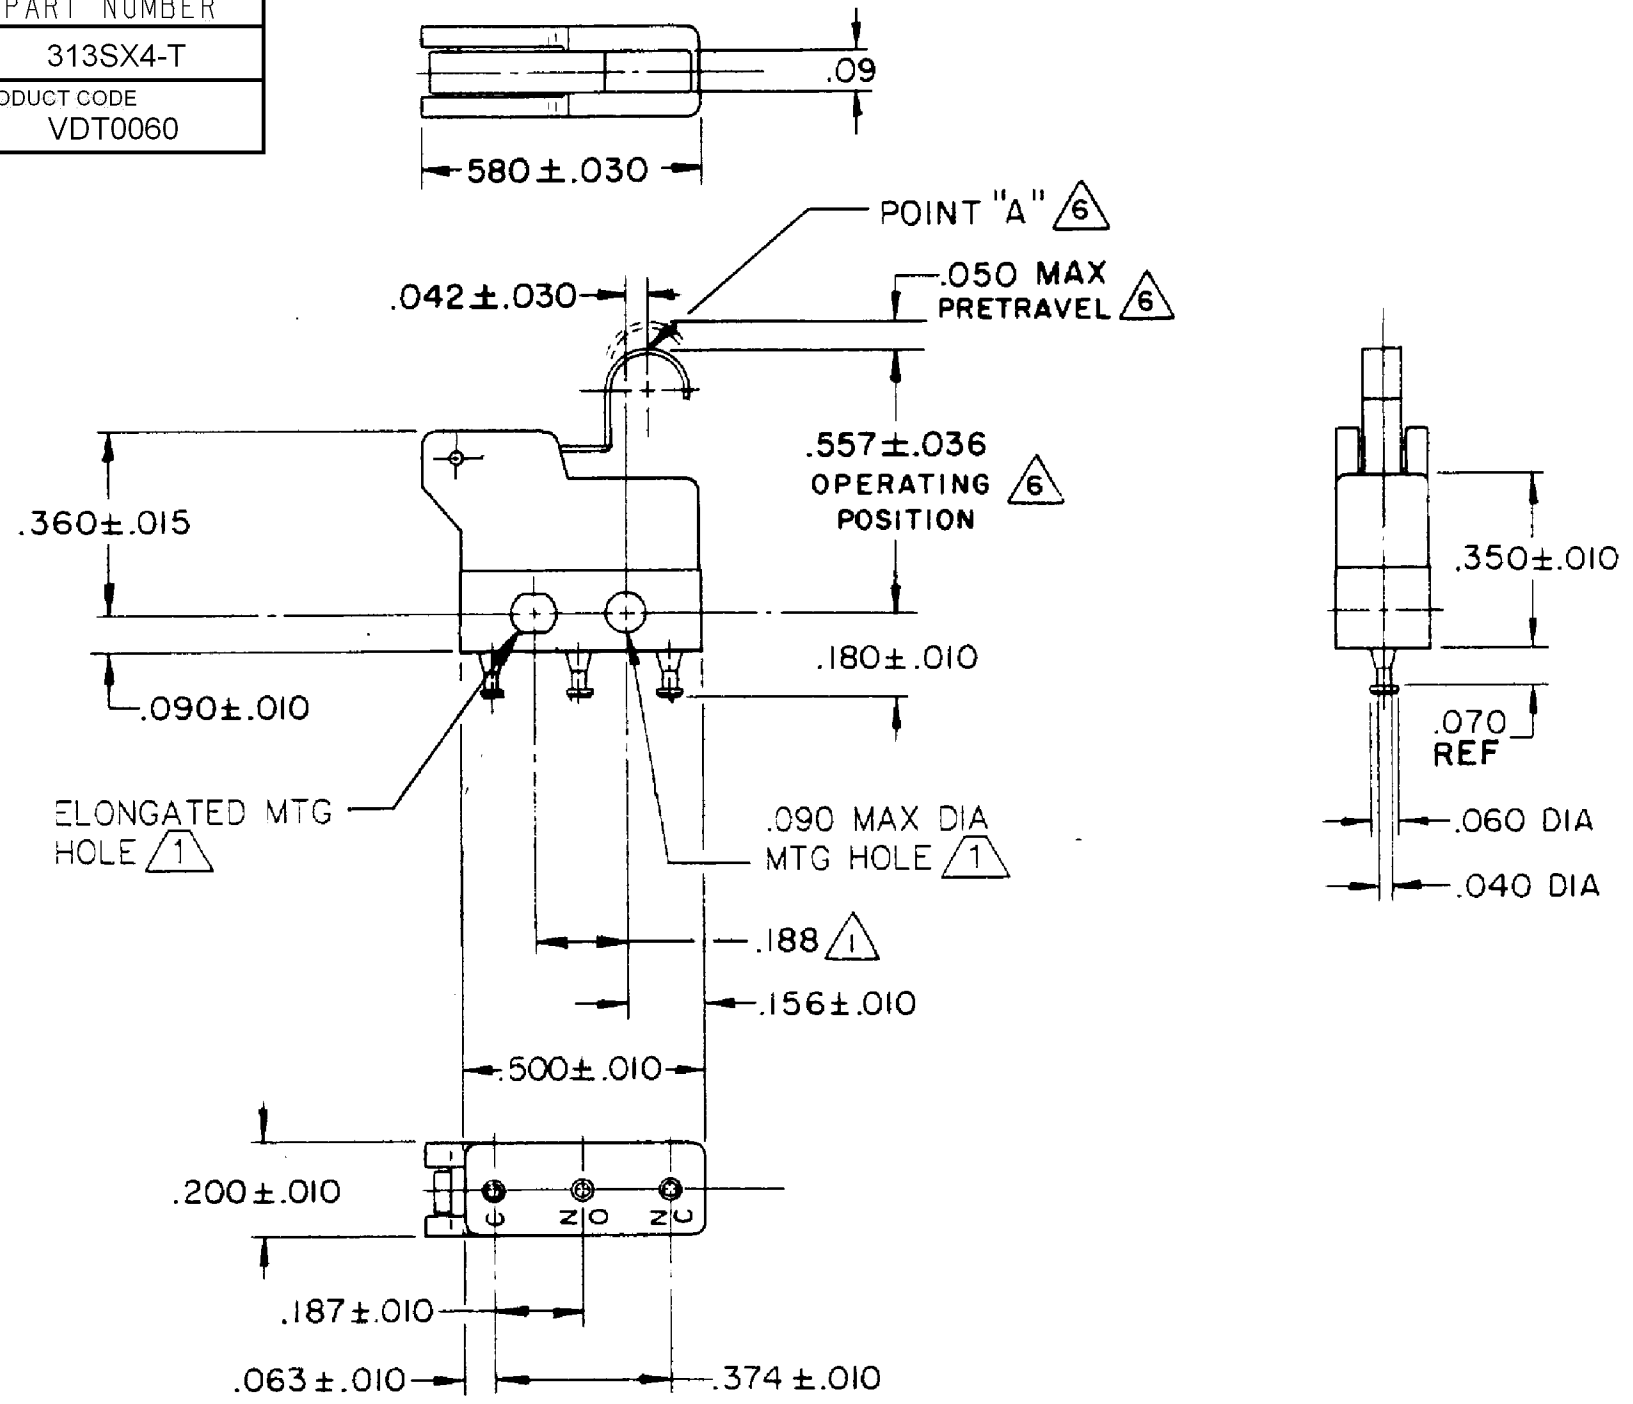 PART NUMBER
313SX4-T
ODUCT CODE
VDT0060
.09
580±.030
POINT "A" 6
.050 MAX
PRETRAVEL 6
.042±.030
.557±.036
OPERATING 6
POSITION
.360±.015
.350±.010
.180±.010
.090±.010
.070
REF
ELONGATED MTG
HOLE 1
.090 MAX DIA
MTG HOLE 1
.060 DIA
.040 DIA
.188 1
.156±.010
.500±.010
.200±.010
C NO NC
.187±.010
.063±.010
.374±.010